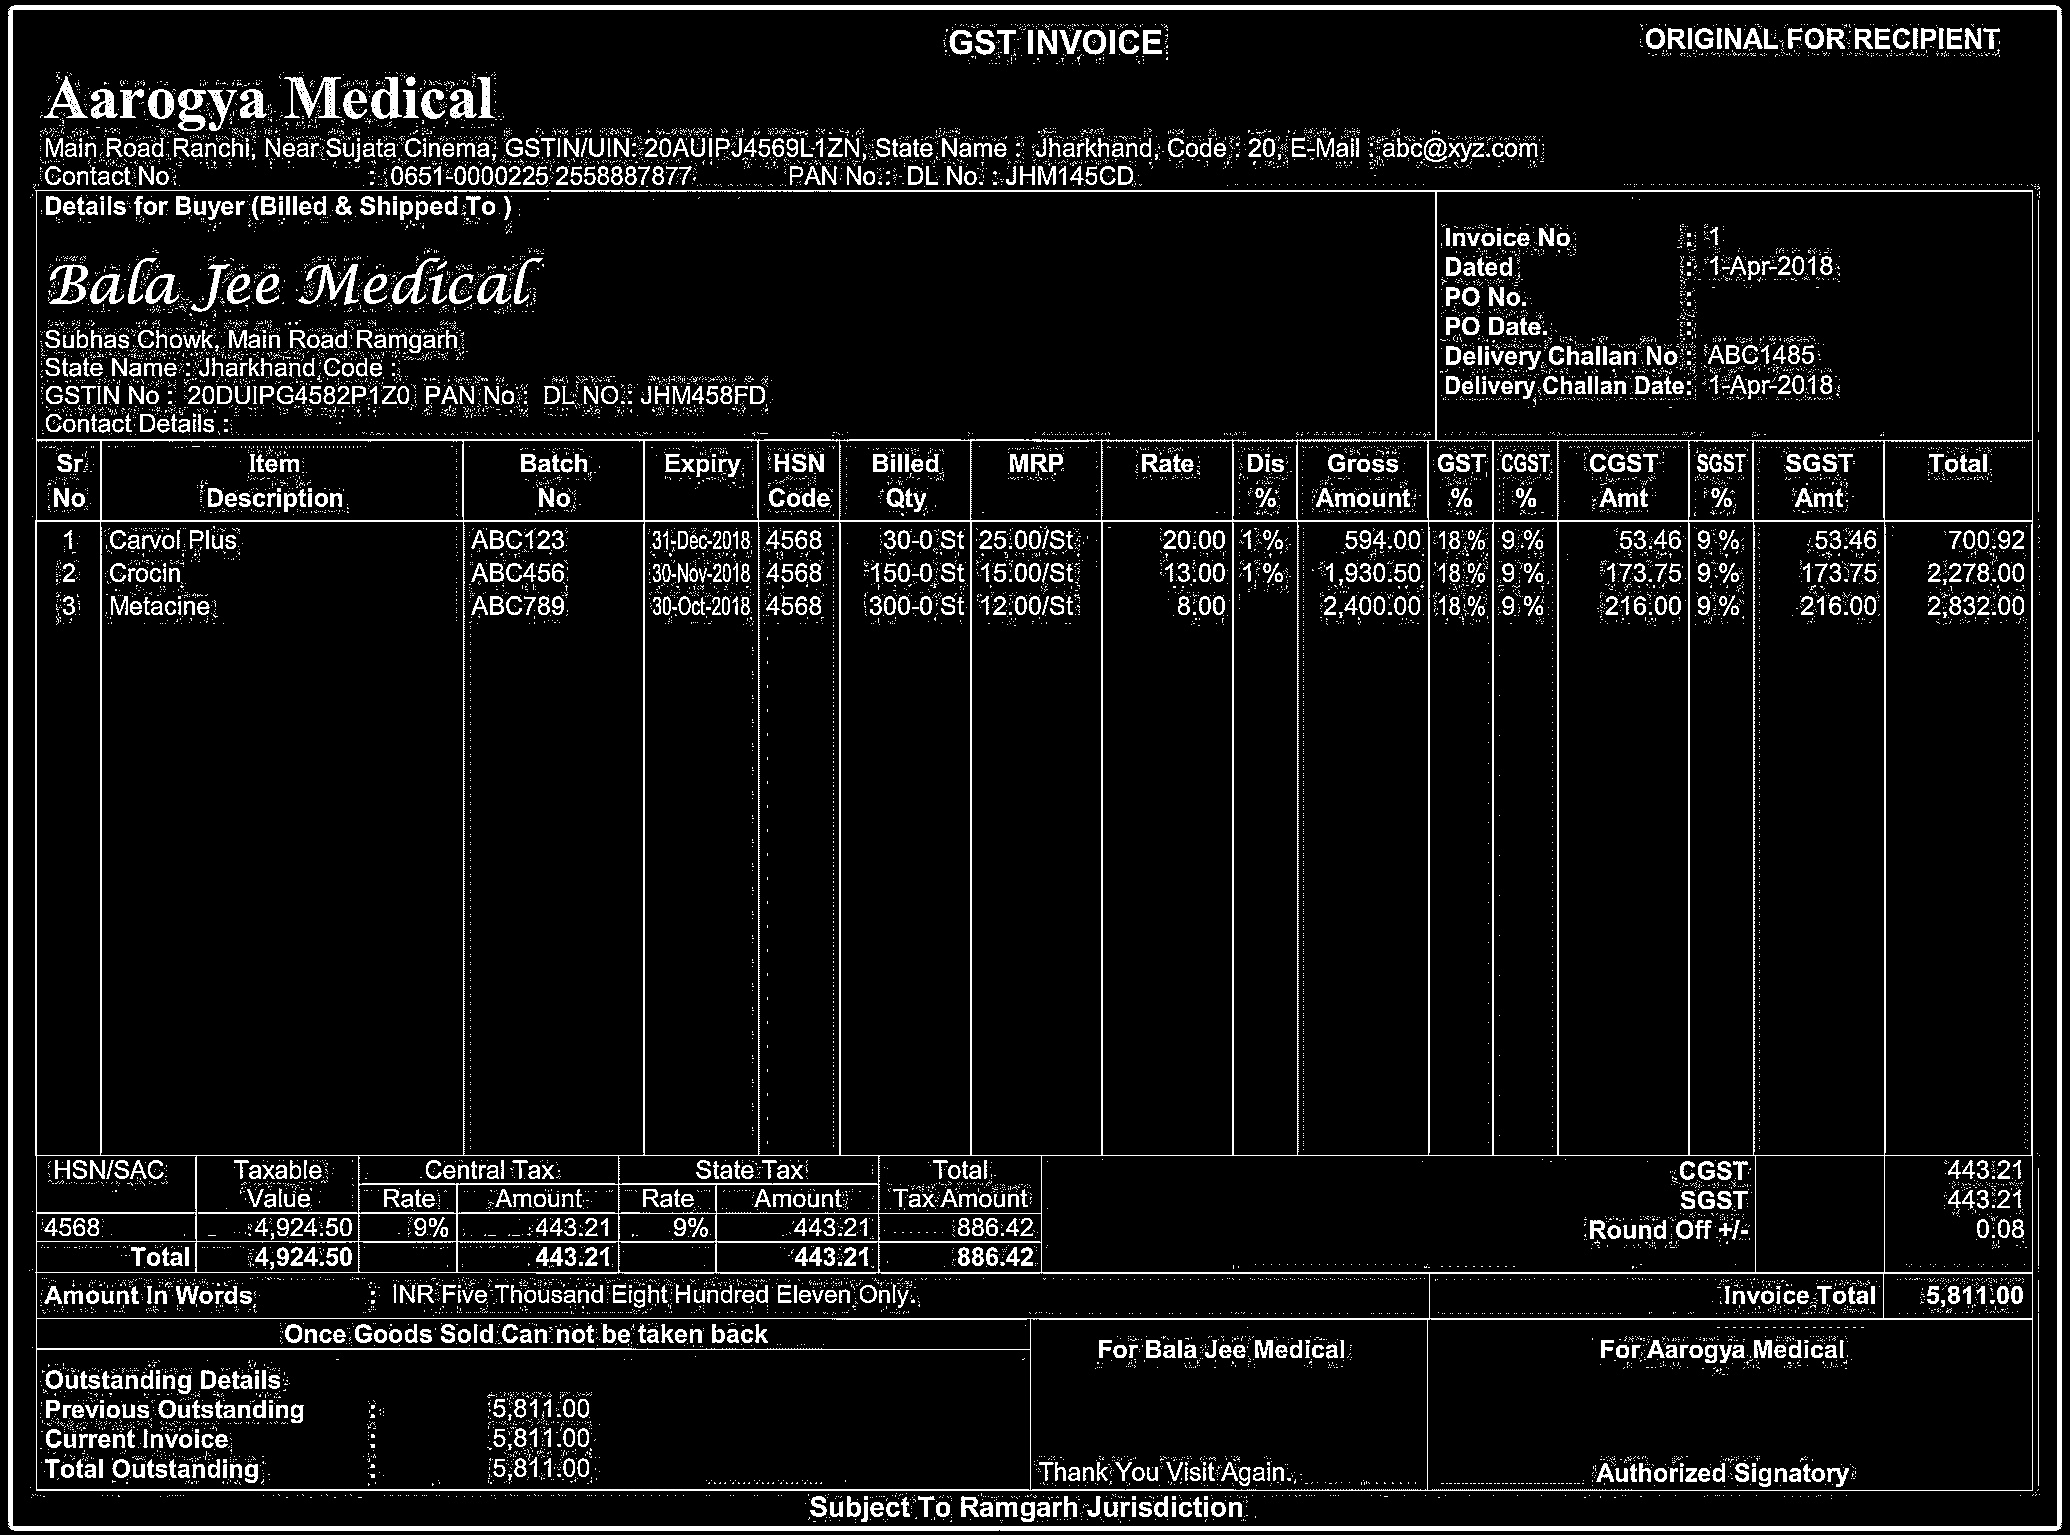 GST INVOICE ORIGINAL FOR RECIPIENT
Aarogya Medical
Main Road Ranchi, Near Sujata Cinema, GSTIN/UIN: 20AUIPJ4569L1ZN, State Name : Jharkhand, Code : 20, E-Mail : abc@xyz.com
Contact No : 0651-0000225 2558887877 PAN No.: DL No. : JHM145CD
Details for Buyer (Billed & Shipped To )
Bala Jee Medical
Subhas Chowk, Main Road Ramgarh
State Name : Jharkhand,Code :
GSTIN No : 20DUIPG4582P1Z0 PAN No : DL NO.: JHM458FD
Contact Details :
Invoice No : 1
Dated : 1-Apr-2018
PO No. :
PO Date. :
Delivery Challan No : ABC1485
Delivery Challan Date: 1-Apr-2018
Sr No Item Description Batch No Expiry HSN Code Billed Qty MRP Rate Dis % Gross Amount GST % CGST % CGST Amt SGST % SGST Amt Total
1 Carvol Plus ABC123 31-Dec-2018 4568 30-0 St 25.00/St 20.00 1 % 594.00 18 % 9 % 53.46 9 % 53.46 700.92
2 Crocin ABC456 30-Nov-2018 4568 150-0 St 15.00/St 13.00 1 % 1,930.50 18 % 9 % 173.75 9 % 173.75 2,278.00
3 Metacine ABC789 30-Oct-2018 4568 300-0 St 12.00/St 8.00 2,400.00 18 % 9 % 216.00 9 % 216.00 2,832.00
HSN/SAC Taxable Value Central Tax State Tax Total Tax Amount
Rate Amount Rate Amount
4568 4,924.50 9% 443.21 9% 443.21 886.42
Total 4,924.50 443.21 443.21 886.42
CGST 443.21
SGST 443.21
Round Off +/- 0.08
Amount In Words : INR Five Thousand Eight Hundred Eleven Only. Invoice Total 5,811.00
Once Goods Sold Can not be taken back
Outstanding Details
Previous Outstanding : 5,811.00
Current Invoice : 5,811.00
Total Outstanding : 5,811.00
For Bala Jee Medical
Thank You Visit Again.
For Aarogya Medical
Authorized Signatory
Subject To Ramgarh Jurisdiction